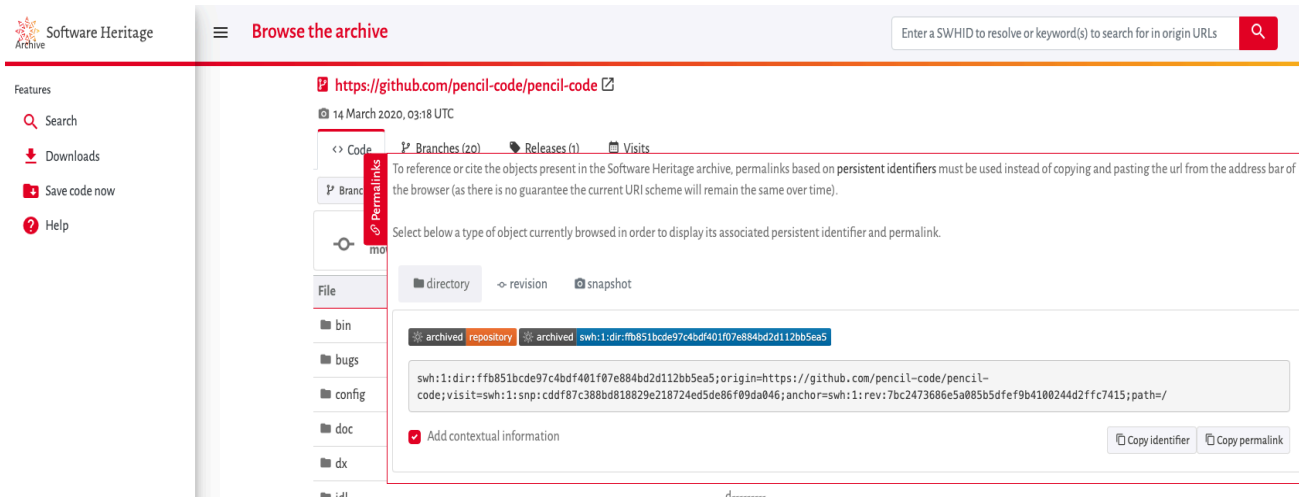 Software Heritage
Archive
Browse the archive
Enter a SWHID to resolve or keyword(s) to search for in origin URLs
Features
Search
Downloads
Save code now
Help
https://github.com/pencil-code/pencil-code
14 March 2020, 03:18 UTC
<> Code
Branches (20)
Releases (1)
Visits
Permalinks
To reference or cite the objects present in the Software Heritage archive, permalinks based on persistent identifiers must be used instead of copying and pasting the url from the address bar of
the browser (as there is no guarantee the current URI scheme will remain the same over time).
Select below a type of object currently browsed in order to display its associated persistent identifier and permalink.
directory
revision
snapshot
archived repository
archived swh:1:dir:ffb851bcde97c4bdf401f07e884bd2d112bb5ea5
swh:1:dir:ffb851bcde97c4bdf401f07e884bd2d112bb5ea5;origin=https://github.com/pencil-code/pencil-
code;visit=swh:1:snp:cddf87c388bd818829e218724ed5de86f09da046;anchor=swh:1:rev:7bc2473686e5a085b5dfef9b4100244d2ffc7415;path=/
Add contextual information
Copy identifier
Copy permalink
File
bin
bugs
config
doc
dx